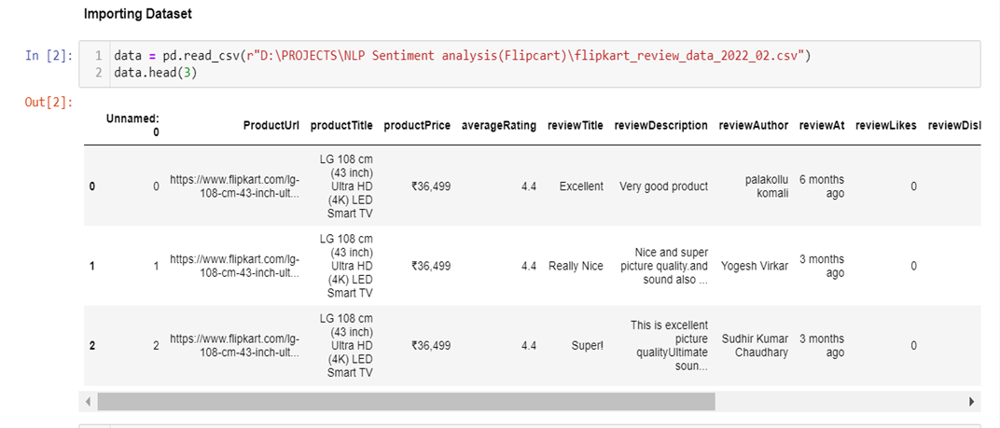 Importing Dataset
In [2]:
1 data = pd.read_csv(r"D:\PROJECTS\NLP Sentiment analysis(Flipcart)\flipkart_review_data_2022_02.csv")
2 data.head(3)
Out[2]:
Unnamed: 0 ProductUrl productTitle productPrice averageRating reviewTitle reviewDescription reviewAuthor reviewAt reviewLikes reviewDisl
0 0 https://www.flipkart.com/lg-108-cm-43-inch-ult... LG 108 cm (43 inch) Ultra HD (4K) LED Smart TV ₹36,499 4.4 Excellent Very good product palakollu komali 6 months ago 0
1 1 https://www.flipkart.com/lg-108-cm-43-inch-ult... LG 108 cm (43 inch) Ultra HD (4K) LED Smart TV ₹36,499 4.4 Really Nice Nice and super picture quality.and sound also ... Yogesh Virkar 3 months ago 0
2 2 https://www.flipkart.com/lg-108-cm-43-inch-ult... LG 108 cm (43 inch) Ultra HD (4K) LED Smart TV ₹36,499 4.4 Super! This is excellent picture qualityUltimate soun... Sudhir Kumar Chaudhary 3 months ago 0